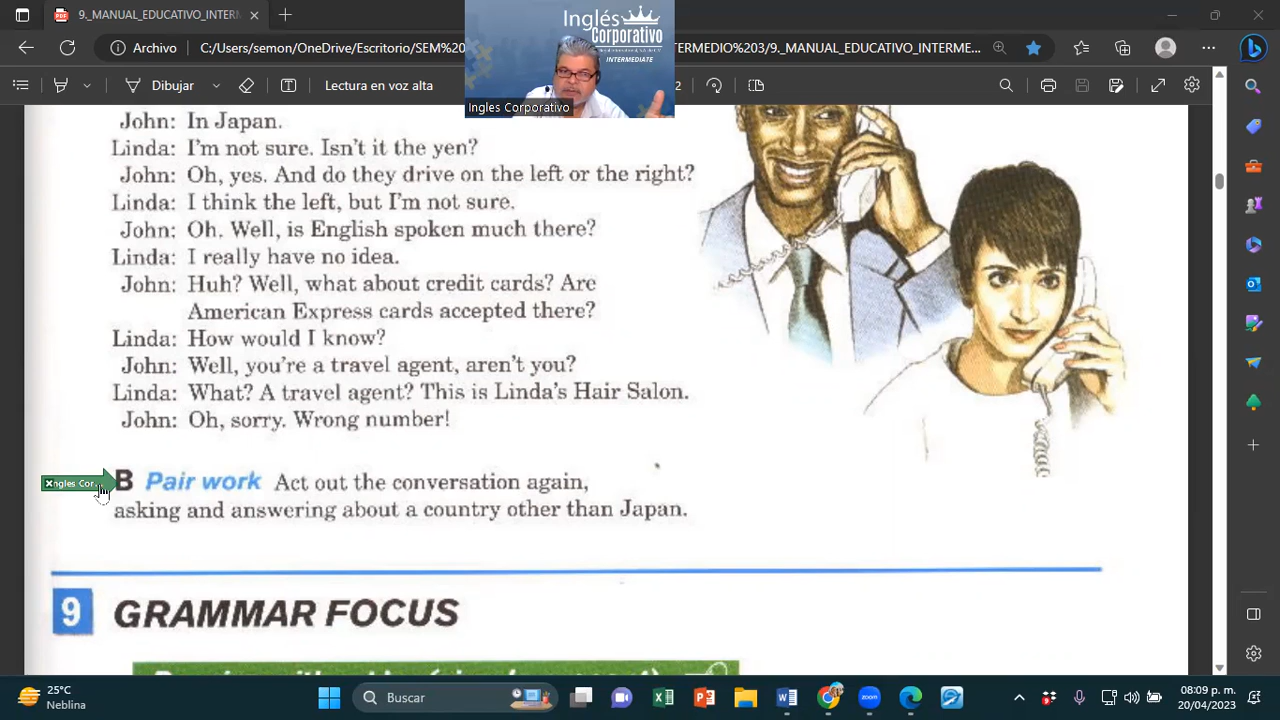 9._MANUAL_EDUCATIVO_INTERM
Archivo
C:/Users/semon/OneDrive/Escritorio/SEM%20
TERMEDIO%203/9._MANUAL_EDUCATIVO_INTERME...
Inglés
Corporativo
INTERMEDIATE
Ingles Corporativo
Dibujar
Lectura en voz alta
John: In Japan.
Linda: I'm not sure. Isn't it the yen?
John: Oh, yes. And do they drive on the left or the right?
Linda: I think the left, but I'm not sure.
John: Oh. Well, is English spoken much there?
Linda: I really have no idea.
John: Huh? Well, what about credit cards? Are
American Express cards accepted there?
Linda: How would I know?
John: Well, you're a travel agent, aren't you?
Linda: What? A travel agent? This is Linda's Hair Salon.
John: Oh, sorry. Wrong number!
ngles Cor...
B Pair work Act out the conversation again,
asking and answering about a country other than Japan.
9 GRAMMAR FOCUS
25°C
Neblina
Buscar
08:09 p. m.
20/04/2023